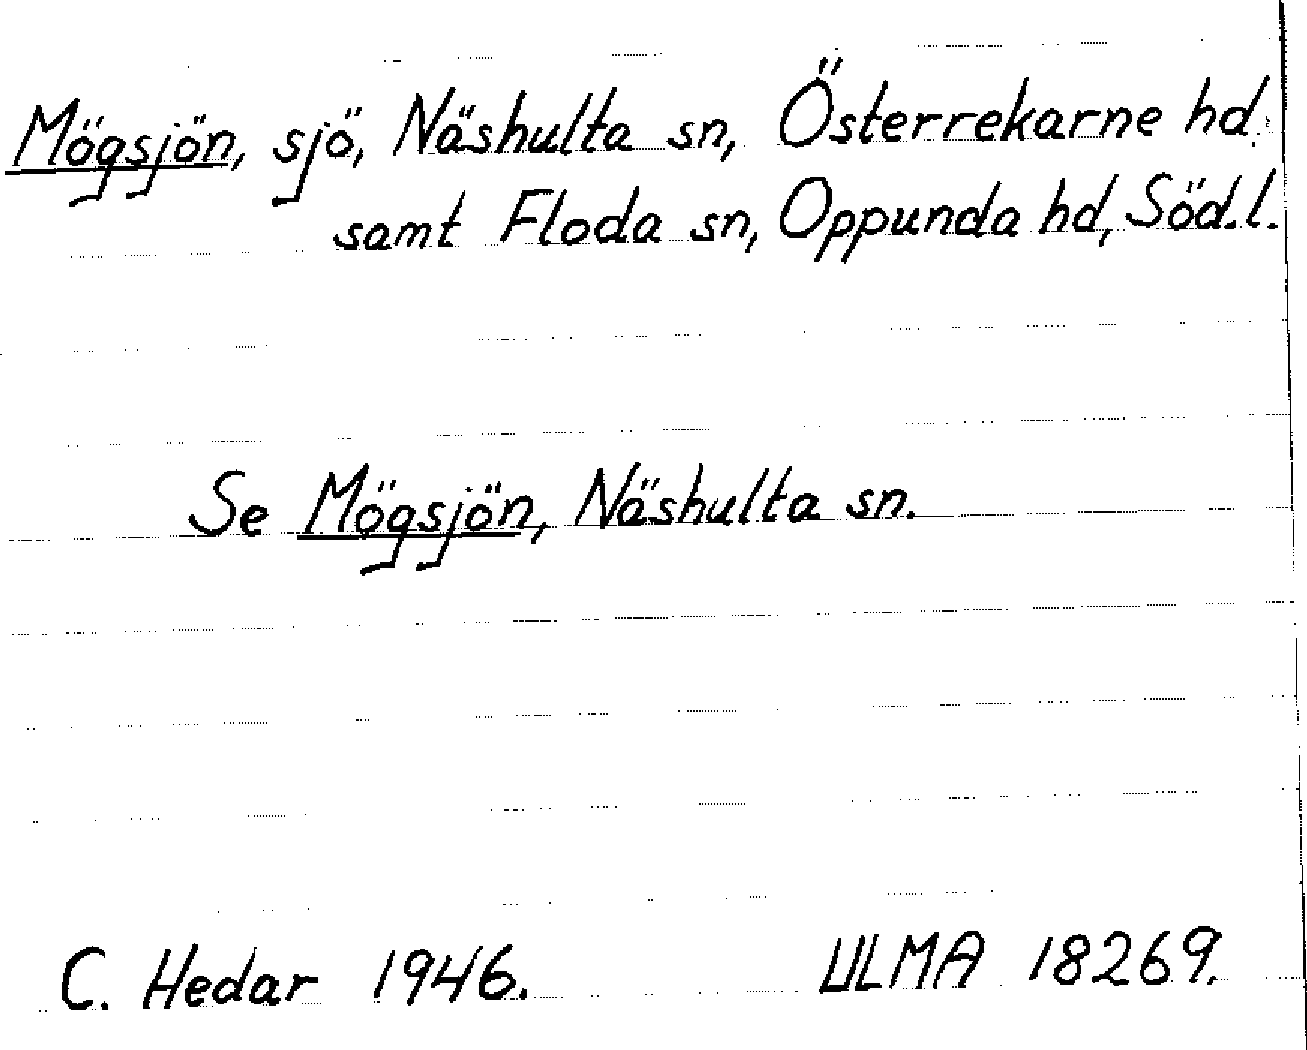 Mögsjön, sjö, Näshulta sn, Österrekarne hd.
samt Floda sn, Oppunda hd, Söd.l.
Se Mögsjön, Näshulta sn.
C. Hedar 1946. ULMA 18269.